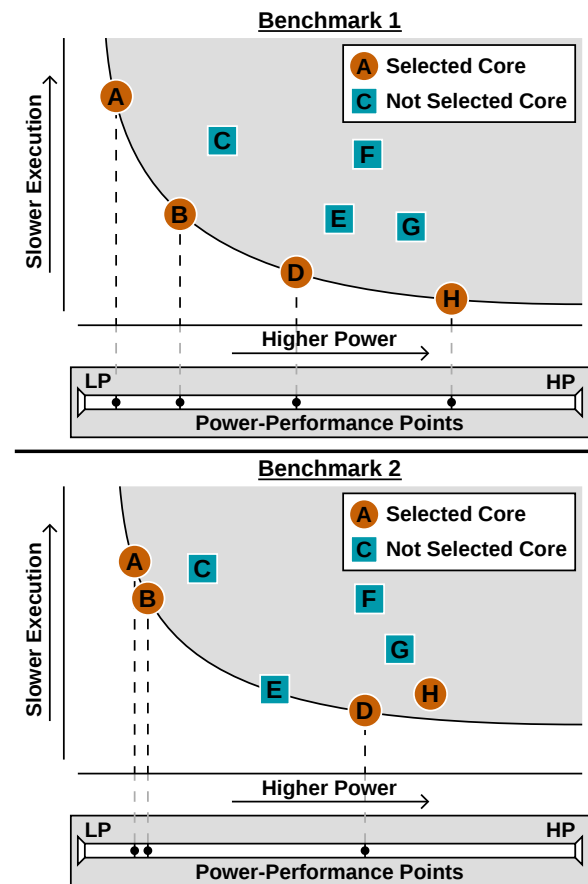 Benchmark 1
Slower Execution
A Selected Core
C Not Selected Core
A
C
F
B
E
G
D
H
Higher Power
LP
HP
Power-Performance Points
Benchmark 2
Slower Execution
A Selected Core
C Not Selected Core
A
C
B
F
G
E
H
D
Higher Power
LP
HP
Power-Performance Points